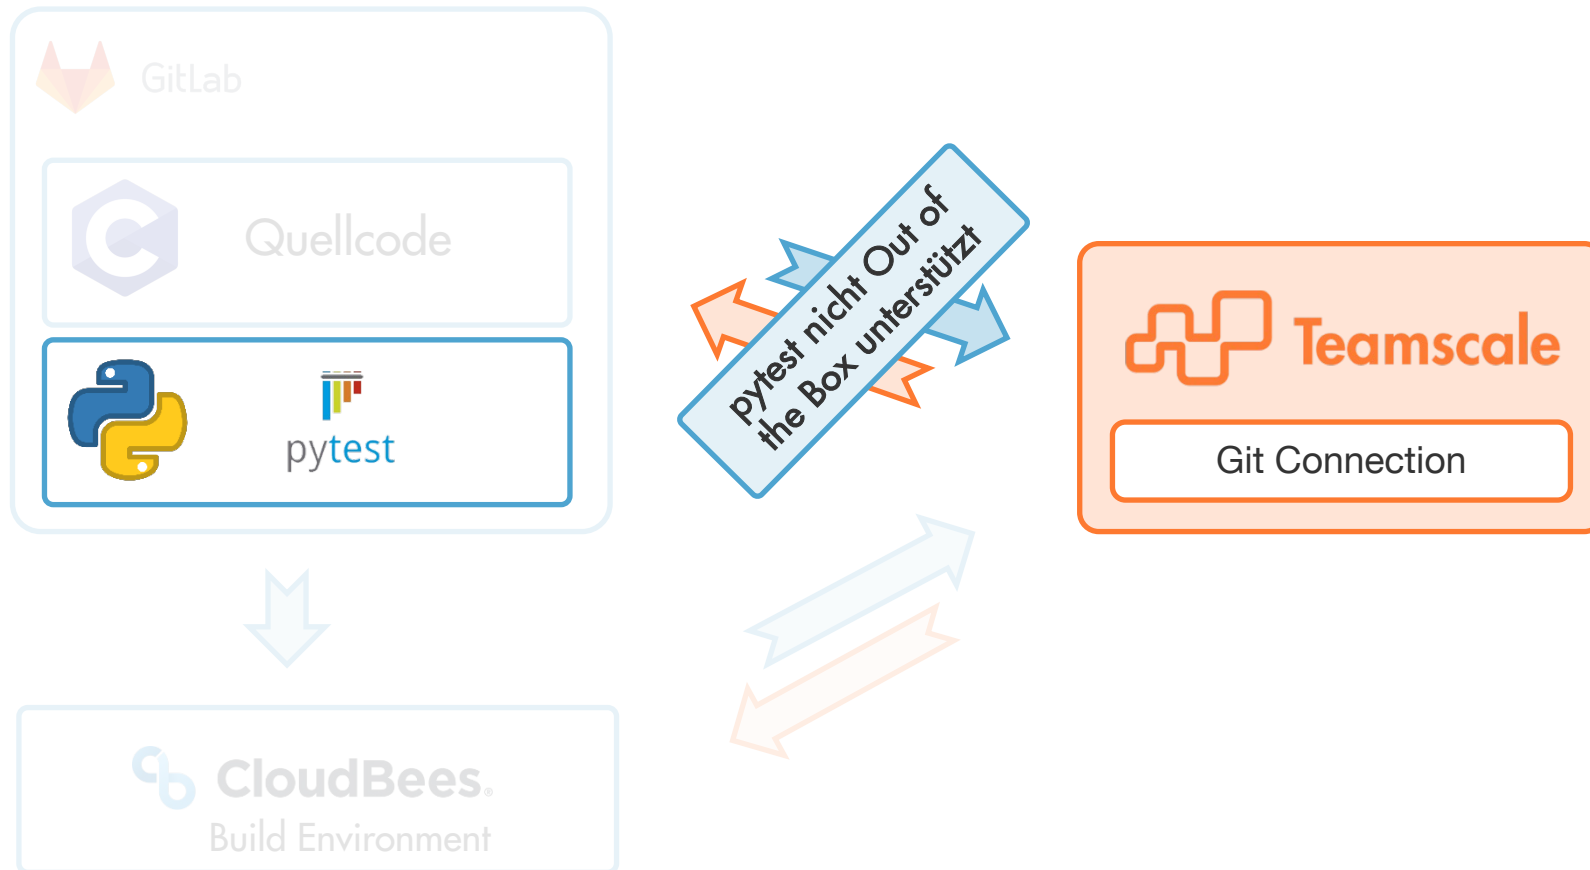 GitLab
Quellcode
pytest
pytest nicht Out of
the Box unterstützt
Teamscale
Git Connection
CloudBees®
Build Environment